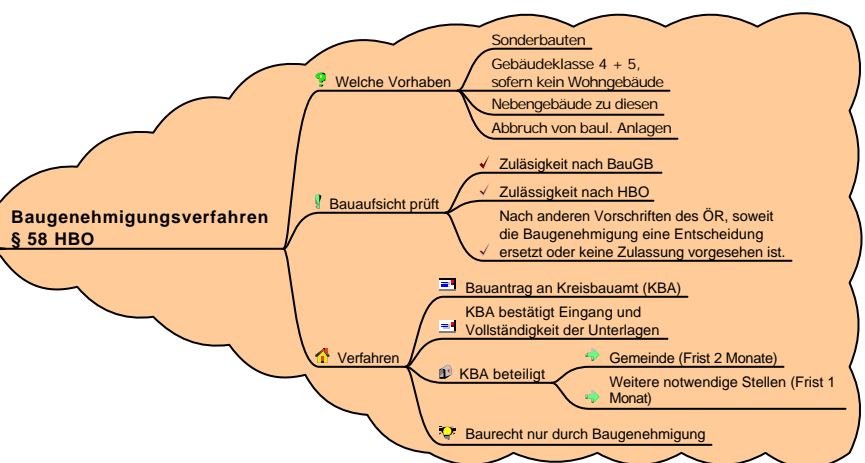 Baugenehmigungsverfahren
§ 58 HBO
Welche Vorhaben
Sonderbauten
Gebäudeklasse 4 + 5,
sofern kein Wohngebäude
Nebengebäude zu diesen
Abbruch von baul. Anlagen
Bauaufsicht prüft
Zuläsigkeit nach BauGB
Zulässigkeit nach HBO
Nach anderen Vorschriften des ÖR, soweit
die Baugenehmigung eine Entscheidung
ersetzt oder keine Zulassung vorgesehen ist.
Verfahren
Bauantrag an Kreisbauamt (KBA)
KBA bestätigt Eingang und
Vollständigkeit der Unterlagen
KBA beteiligt
Gemeinde (Frist 2 Monate)
Weitere notwendige Stellen (Frist 1
Monat)
Baurecht nur durch Baugenehmigung